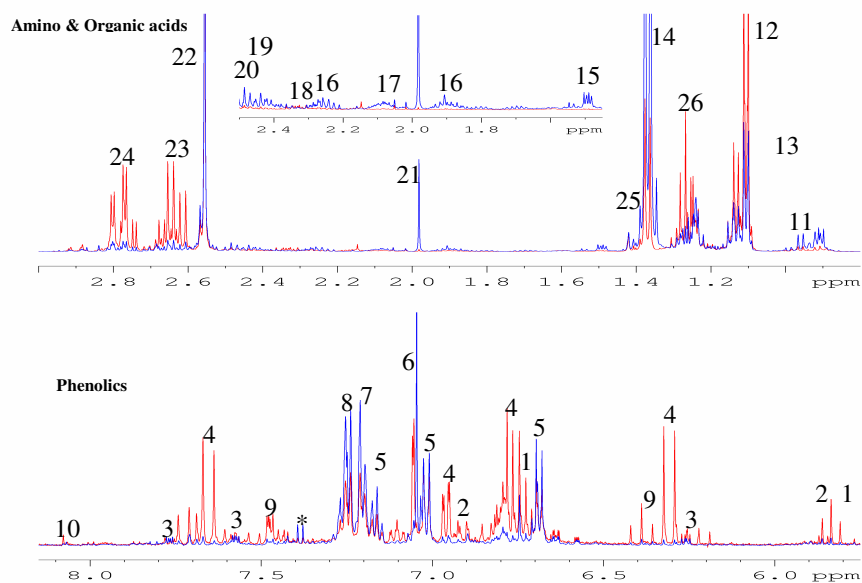 Amino & Organic acids
22
20 19 18 16 17 16 15
2.4 2.2 2.0 1.8 ppm
14 12
26
13
24 23
21
25
11
2.8 2.6 2.4 2.2 2.0 1.8 1.6 1.4 1.2 ppm
Phenolics
6
8 7
4 5 5 4 1 5 4
4
10 3 3 9 * 2 9 3 2 1
8.0 7.5 7.0 6.5 6.0 ppm